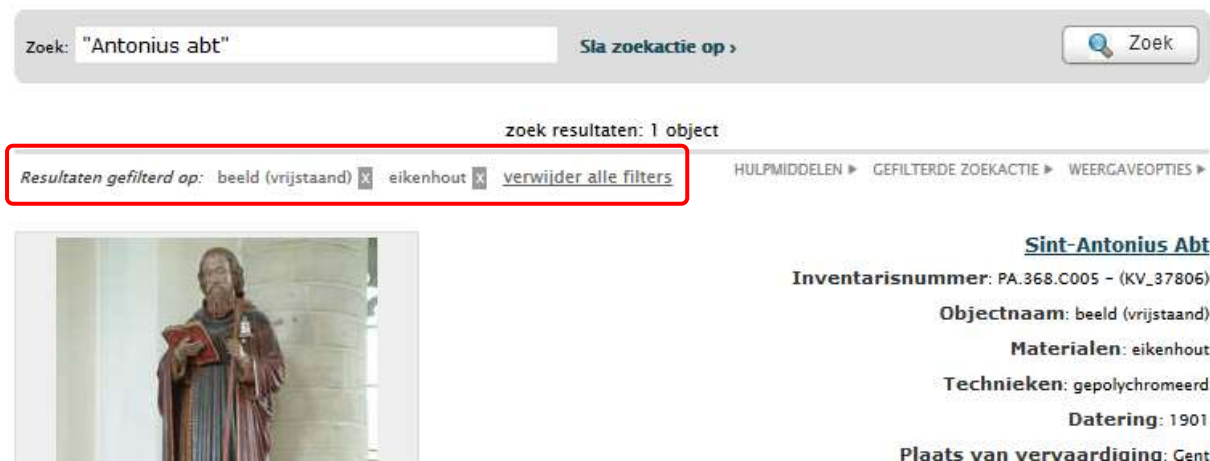 Zoek: "Antonius abt" Sla zoekactie op › Zoek
zoek resultaten: 1 object
Resultaten gefilterd op: beeld (vrijstaand) x eikenhout x verwijder alle filters HULPMIDDELEN ▶ GEFILTERDE ZOEKACTIE ▶ WEERGAVEOPTIES ▶
Sint-Antonius Abt
Inventarisnummer: PA.368.C005 - (KV_37806)
Objectnaam: beeld (vrijstaand)
Materialen: eikenhout
Technieken: gepolychromeerd
Datering: 1901
Plaats van vervaardiging: Gent